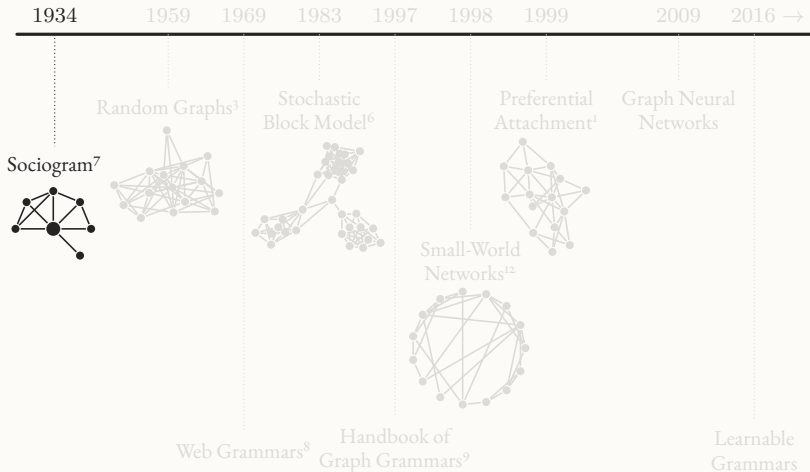 1934 1959 1969 1983 1997 1998 1999 2009 2016 →
Random Graphs³
Stochastic
Block Model⁶
Preferential
Attachment¹
Graph Neural
Networks
Sociogram⁷
Small-World
Networks¹²
Web Grammars⁸
Handbook of
Graph Grammars⁹
Learnable
Grammars